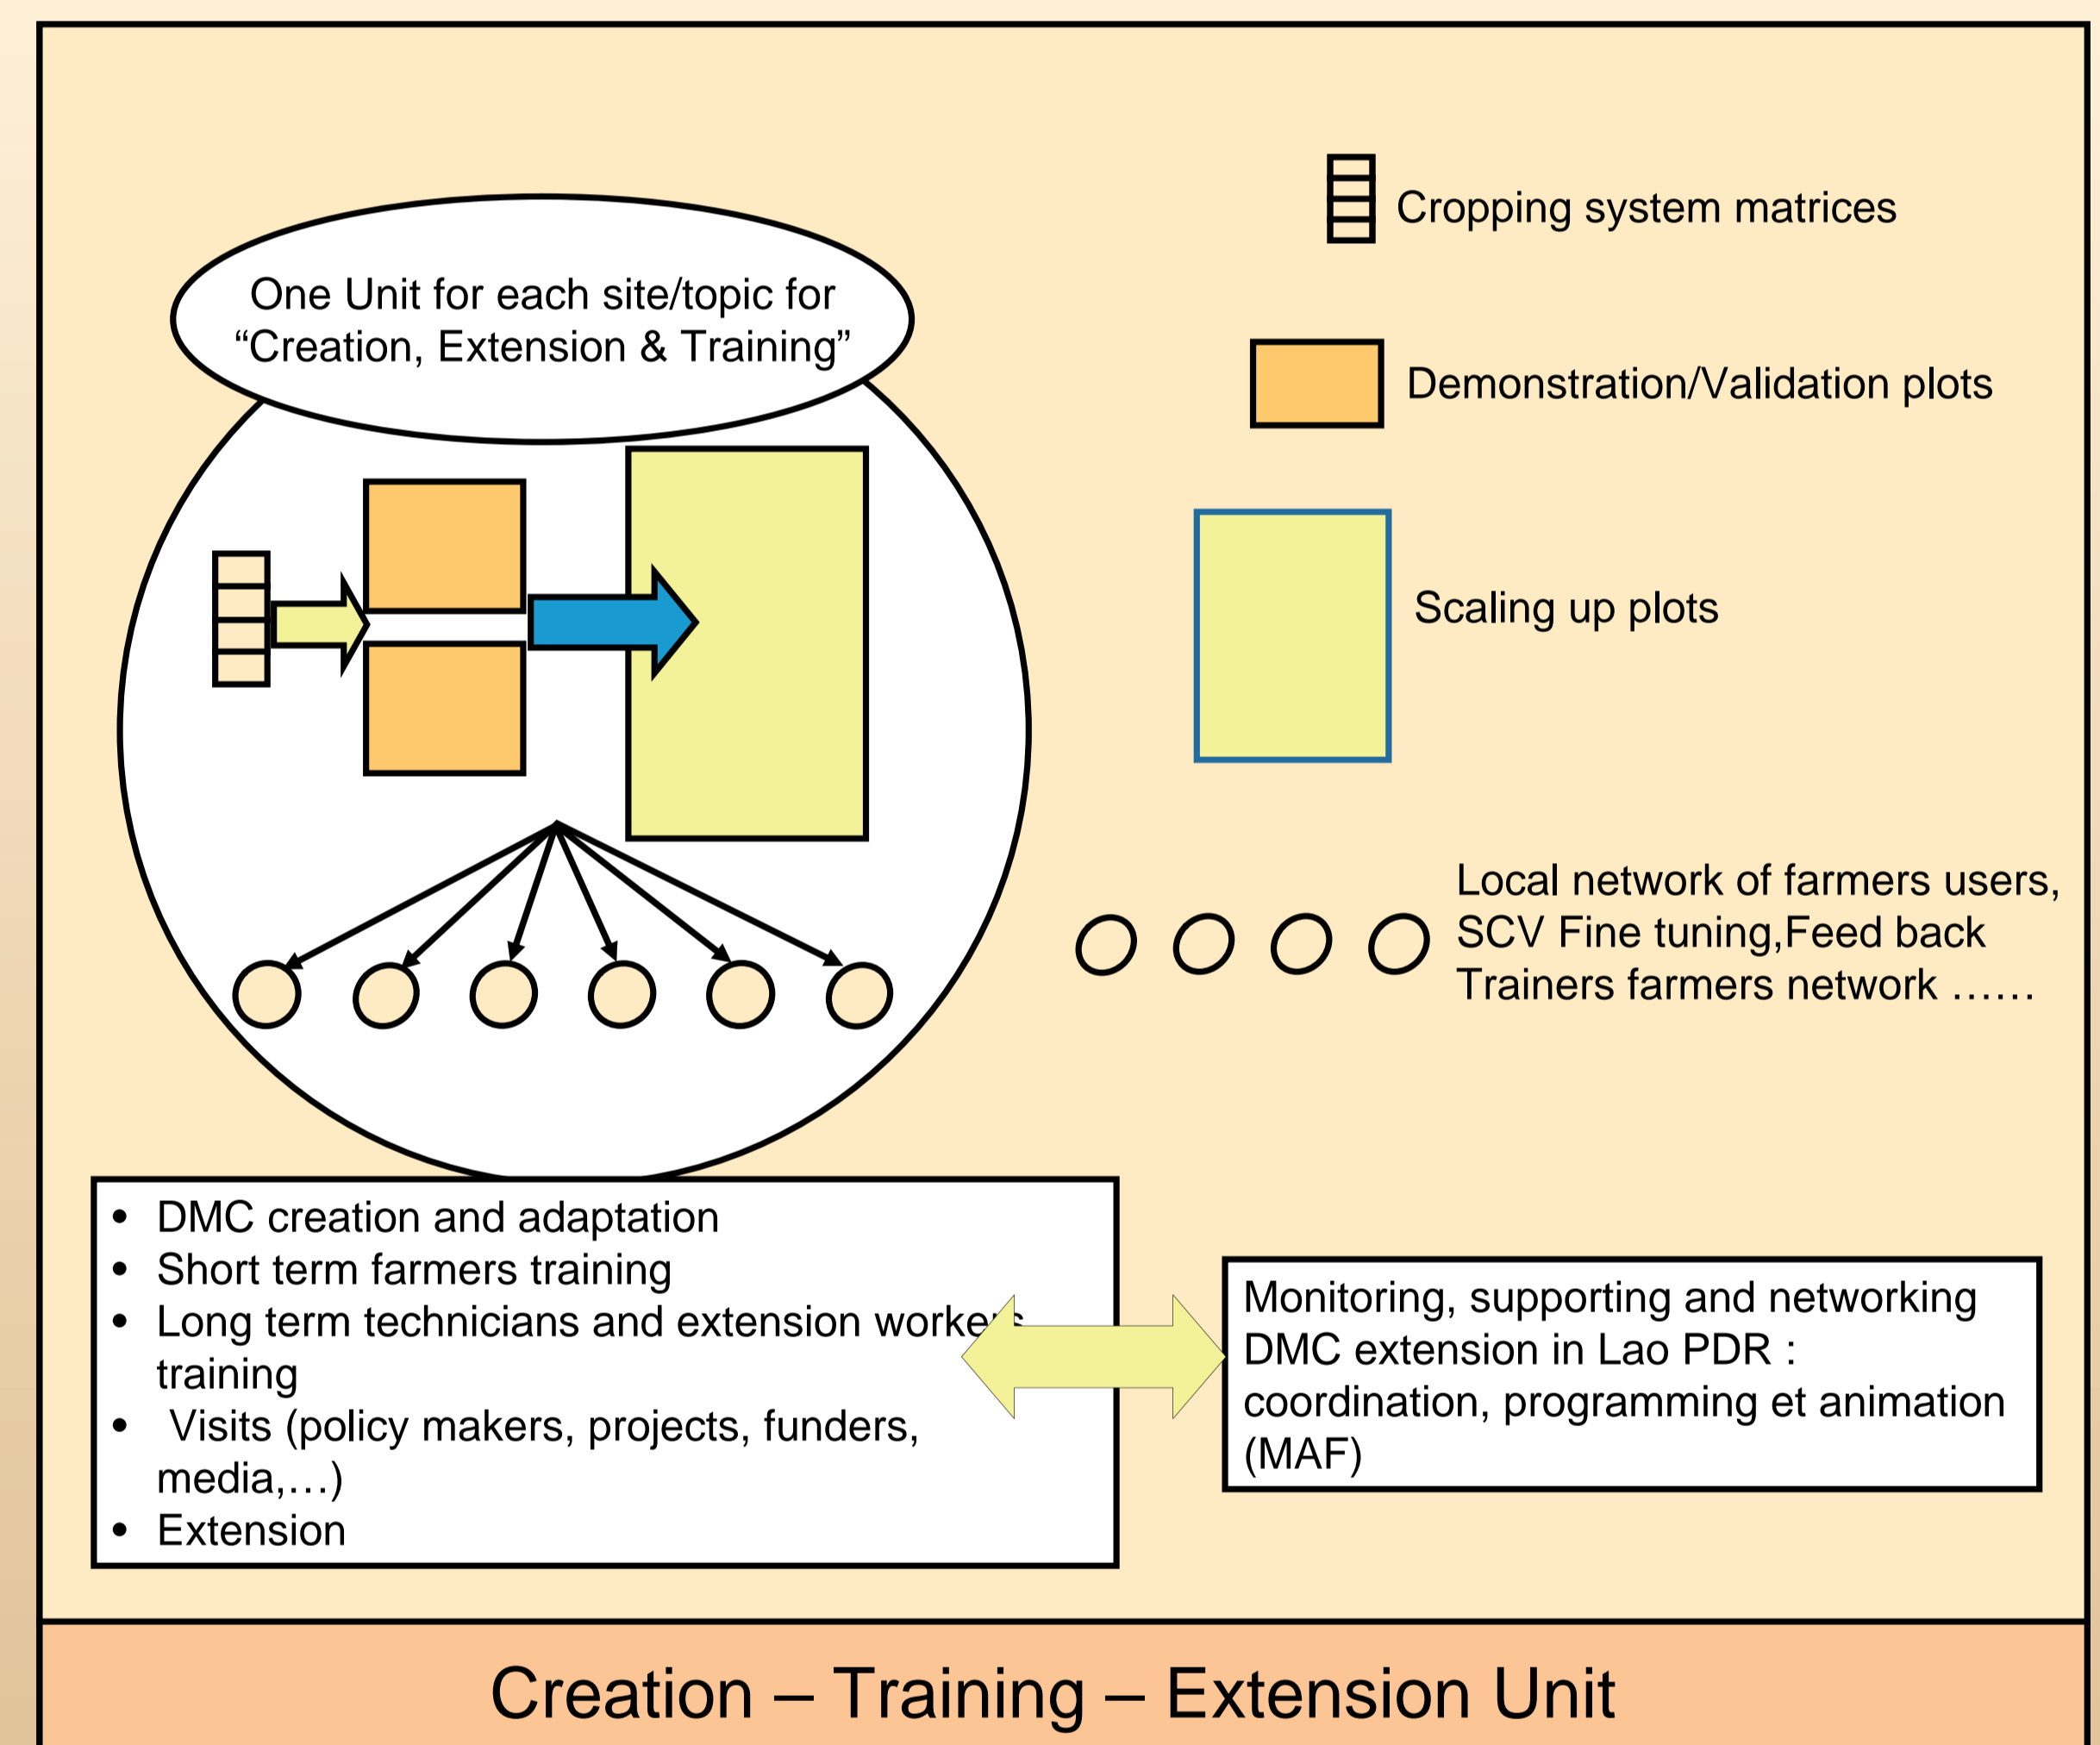 One Unit for each site/topic for
“Creation, Extension & Training”
Cropping system matrices
Demonstration/Validation plots
Scaling up plots
Local network of farmers users,
SCV Fine tuning,Feed back
Trainers farmers network ……
• DMC creation and adaptation
• Short term farmers training
• Long term technicians and extension workers
training
• Visits (policy makers, projects, funders,
media,…)
• Extension
Monitoring, supporting and networking
DMC extension in Lao PDR :
coordination, programming et animation
(MAF)
Creation – Training – Extension Unit